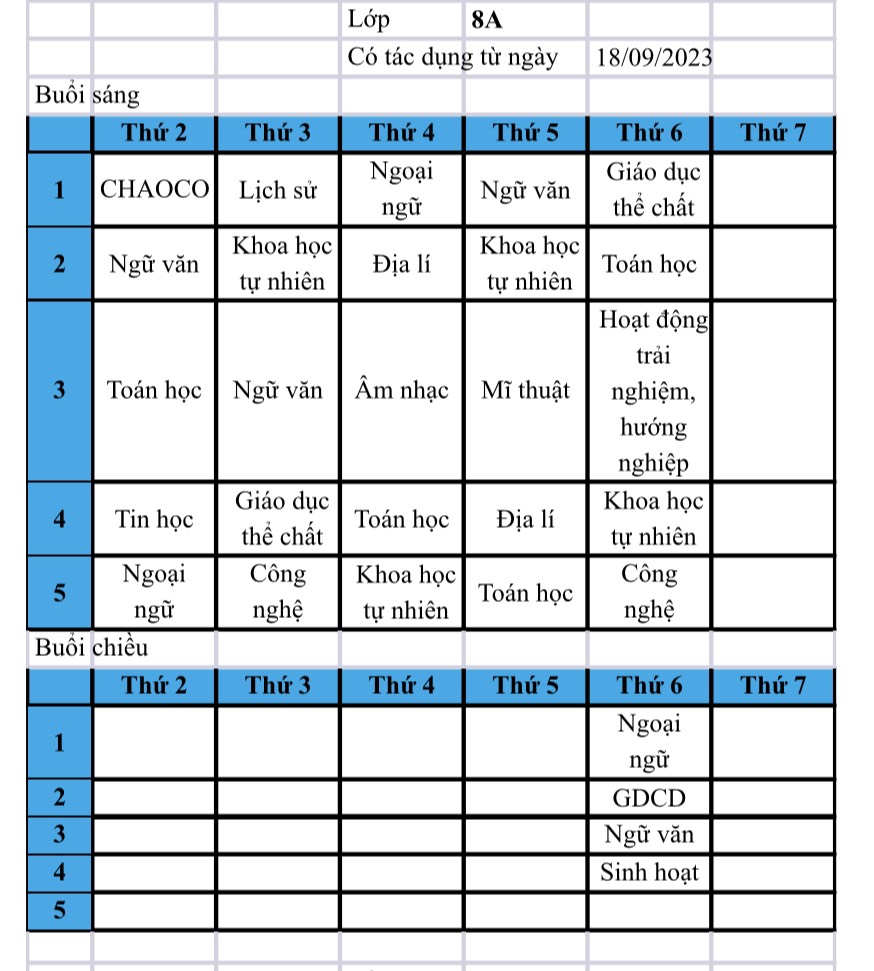 Lớp 8A
Có tác dụng từ ngày 18/09/2023
Buổi sáng
Thứ 2 Thứ 3 Thứ 4 Thứ 5 Thứ 6 Thứ 7
1 CHAOCO Lịch sử Ngoại ngữ Ngữ văn Giáo dục thể chất
2 Ngữ văn Khoa học tự nhiên Địa lí Khoa học tự nhiên Toán học
3 Toán học Ngữ văn Âm nhạc Mĩ thuật Hoạt động trải nghiệm, hướng nghiệp
4 Tin học Giáo dục thể chất Toán học Địa lí Khoa học tự nhiên
5 Ngoại ngữ Công nghệ Khoa học tự nhiên Toán học Công nghệ
Buổi chiều
Thứ 2 Thứ 3 Thứ 4 Thứ 5 Thứ 6 Thứ 7
1 Ngoại ngữ
2 GDCD
3 Ngữ văn
4 Sinh hoạt
5